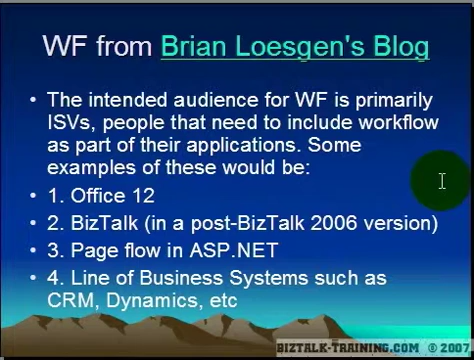 WF from Brian Loesgen's Blog
• The intended audience for WF is primarily
ISVs, people that need to include workflow
as part of their applications. Some
examples of these would be:
• 1. Office 12
• 2. BizTalk (in a post-BizTalk 2006 version)
• 3. Page flow in ASP.NET
• 4. Line of Business Systems such as
CRM, Dynamics, etc
BIZTALK-TRAINING.COM © 2007